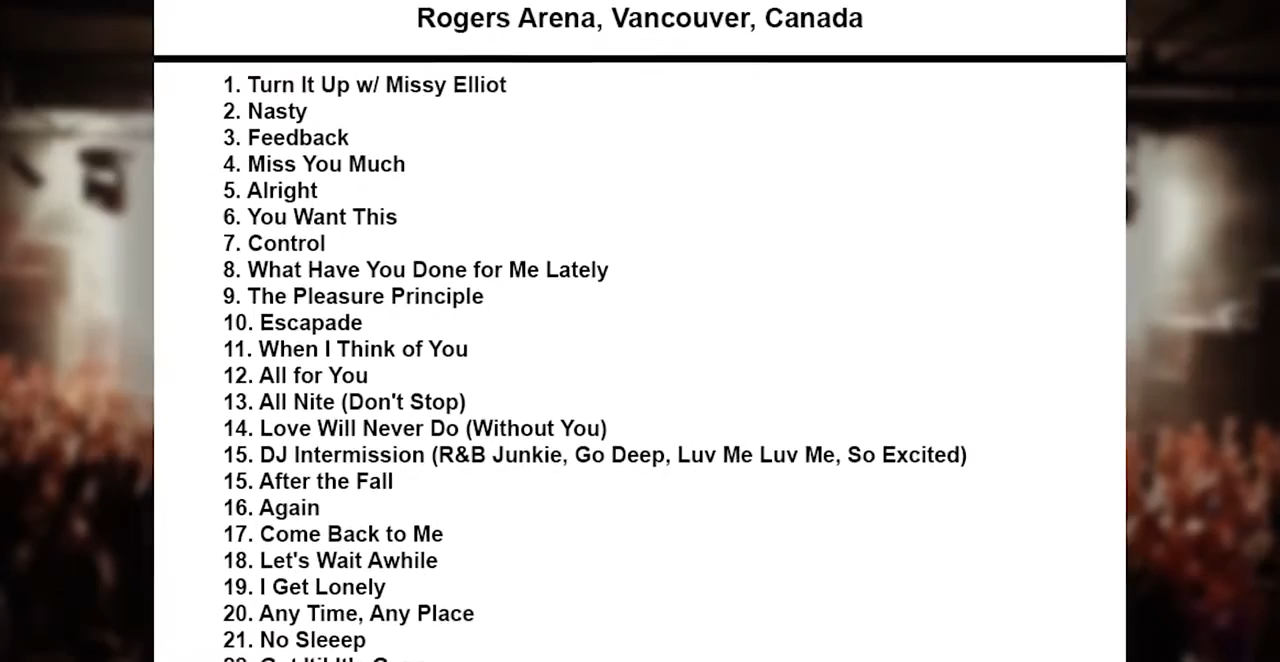 Rogers Arena, Vancouver, Canada
1. Turn It Up w/ Missy Elliot
2. Nasty
3. Feedback
4. Miss You Much
5. Alright
6. You Want This
7. Control
8. What Have You Done for Me Lately
9. The Pleasure Principle
10. Escapade
11. When I Think of You
12. All for You
13. All Nite (Don't Stop)
14. Love Will Never Do (Without You)
15. DJ Intermission (R&B Junkie, Go Deep, Luv Me Luv Me, So Excited)
15. After the Fall
16. Again
17. Come Back to Me
18. Let's Wait Awhile
19. I Get Lonely
20. Any Time, Any Place
21. No Sleeep